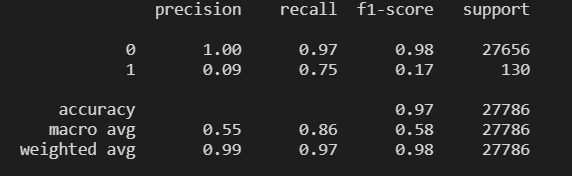 precision recall f1-score support
0 1.00 0.97 0.98 27656
1 0.09 0.75 0.17 130
accuracy 0.97 27786
macro avg 0.55 0.86 0.58 27786
weighted avg 0.99 0.97 0.98 27786